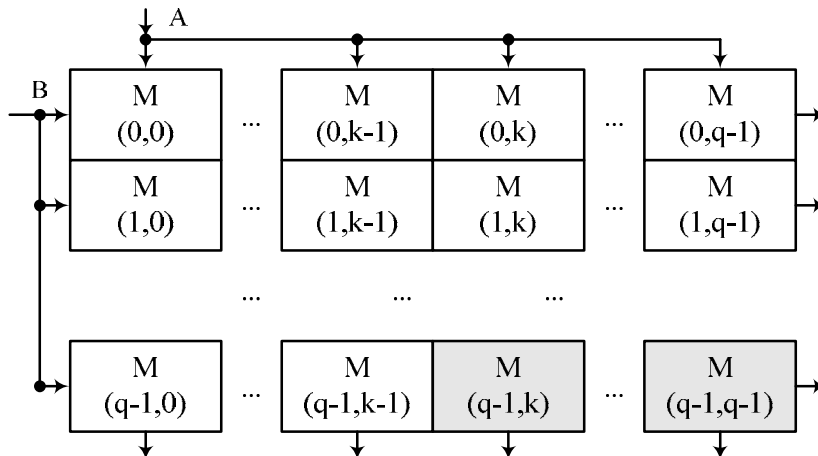 A
B
M M M M
(0,0) ... (0,k-1) (0,k) ... (0,q-1)
M M M M
(1,0) ... (1,k-1) (1,k) ... (1,q-1)
... ... ...
M M M M
(q-1,0) ... (q-1,k-1) (q-1,k) ... (q-1,q-1)